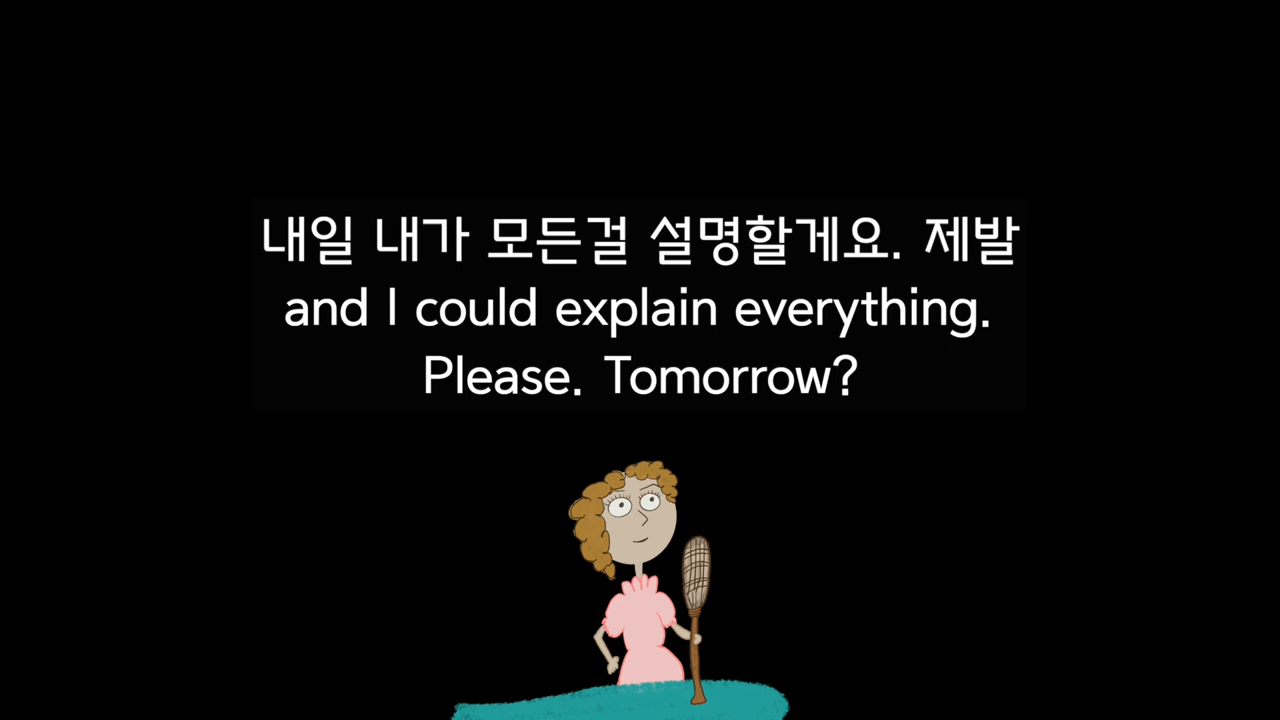 내일 내가 모든걸 설명할게요. 제발
and I could explain everything.
Please. Tomorrow?